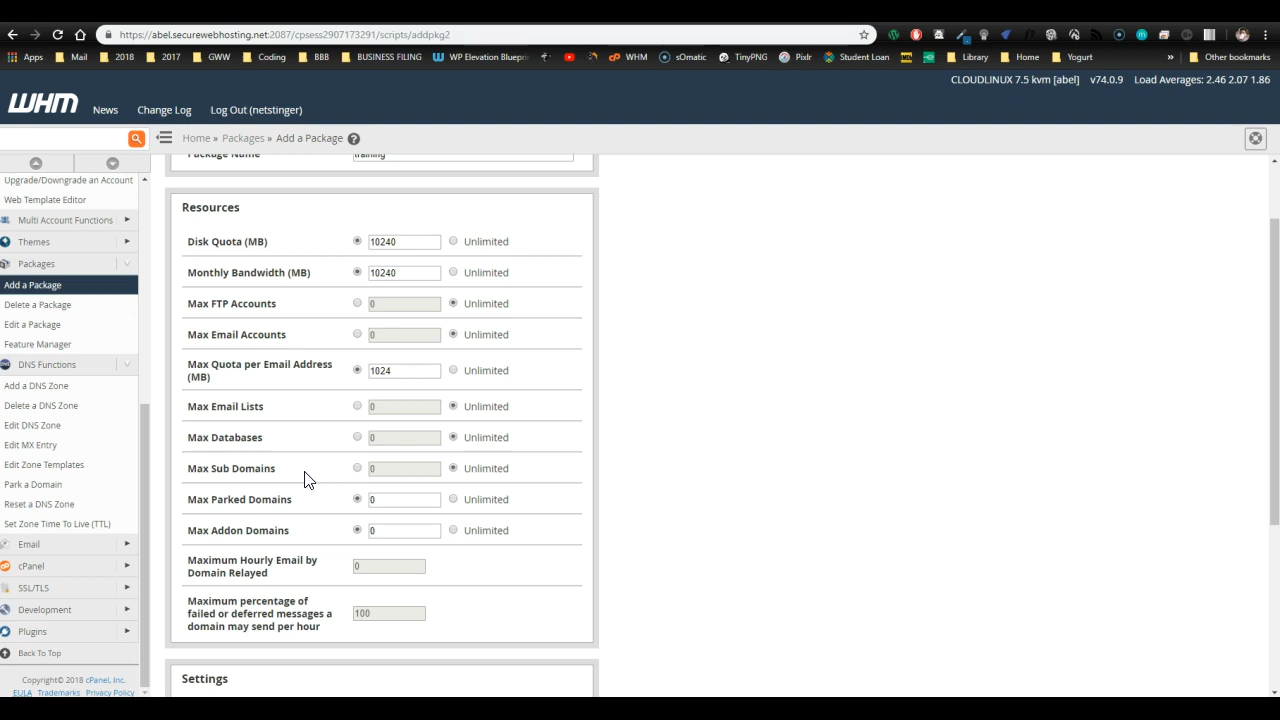 https://abel.securewebhosting.net:2087/cpsess2907173291/scripts/addpkg2
Apps Mail 2018 2017 GWW Coding BBB BUSINESS FILING WP Elevation Bluepri WHM sOmatic TinyPNG Pixlr Student Loan Library Home Yogurt » Other bookmarks
CLOUDLINUX 7.5 kvm [abel] v74.0.9 Load Averages: 2.46 2.07 1.86
WHM News Change Log Log Out (netstinger)
Home » Packages » Add a Package
Package Name training
Upgrade/Downgrade an Account
Web Template Editor
Multi Account Functions
Themes
Packages
Add a Package
Delete a Package
Edit a Package
Feature Manager
DNS Functions
Add a DNS Zone
Delete a DNS Zone
Edit DNS Zone
Edit MX Entry
Edit Zone Templates
Park a Domain
Reset a DNS Zone
Set Zone Time To Live (TTL)
Email
cPanel
SSL/TLS
Development
Plugins
Back To Top
Copyright© 2018 cPanel, Inc.
EULA Trademarks Privacy Policy
Resources
Disk Quota (MB) 10240 Unlimited
Monthly Bandwidth (MB) 10240 Unlimited
Max FTP Accounts 0 Unlimited
Max Email Accounts 0 Unlimited
Max Quota per Email Address
(MB) 1024 Unlimited
Max Email Lists 0 Unlimited
Max Databases 0 Unlimited
Max Sub Domains 0 Unlimited
Max Parked Domains 0 Unlimited
Max Addon Domains 0 Unlimited
Maximum Hourly Email by
Domain Relayed 0
Maximum percentage of
failed or deferred messages a
domain may send per hour 100
Settings